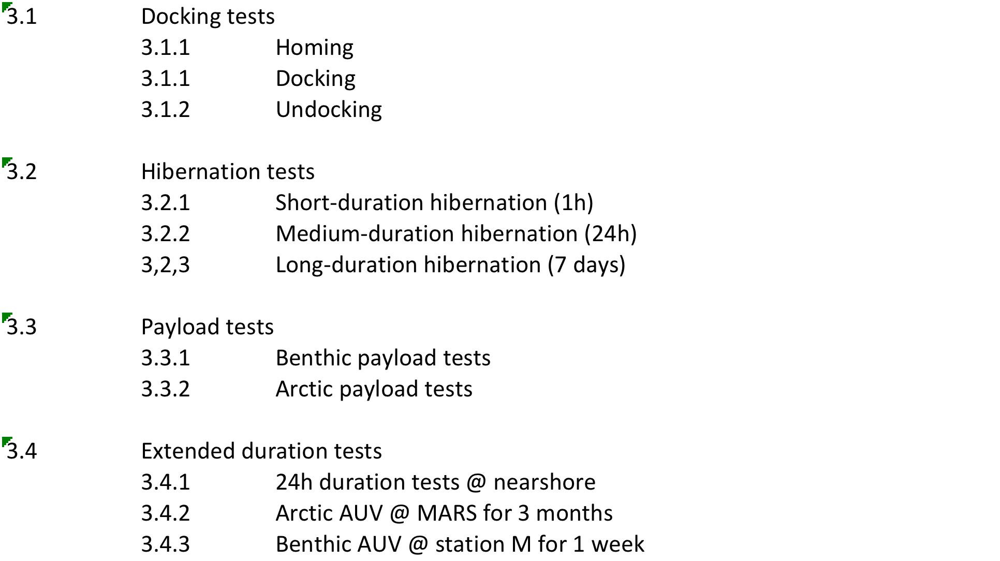 3.1 Docking tests
3.1.1 Homing
3.1.1 Docking
3.1.2 Undocking
3.2 Hibernation tests
3.2.1 Short-duration hibernation (1h)
3.2.2 Medium-duration hibernation (24h)
3,2,3 Long-duration hibernation (7 days)
3.3 Payload tests
3.3.1 Benthic payload tests
3.3.2 Arctic payload tests
3.4 Extended duration tests
3.4.1 24h duration tests @ nearshore
3.4.2 Arctic AUV @ MARS for 3 months
3.4.3 Benthic AUV @ station M for 1 week